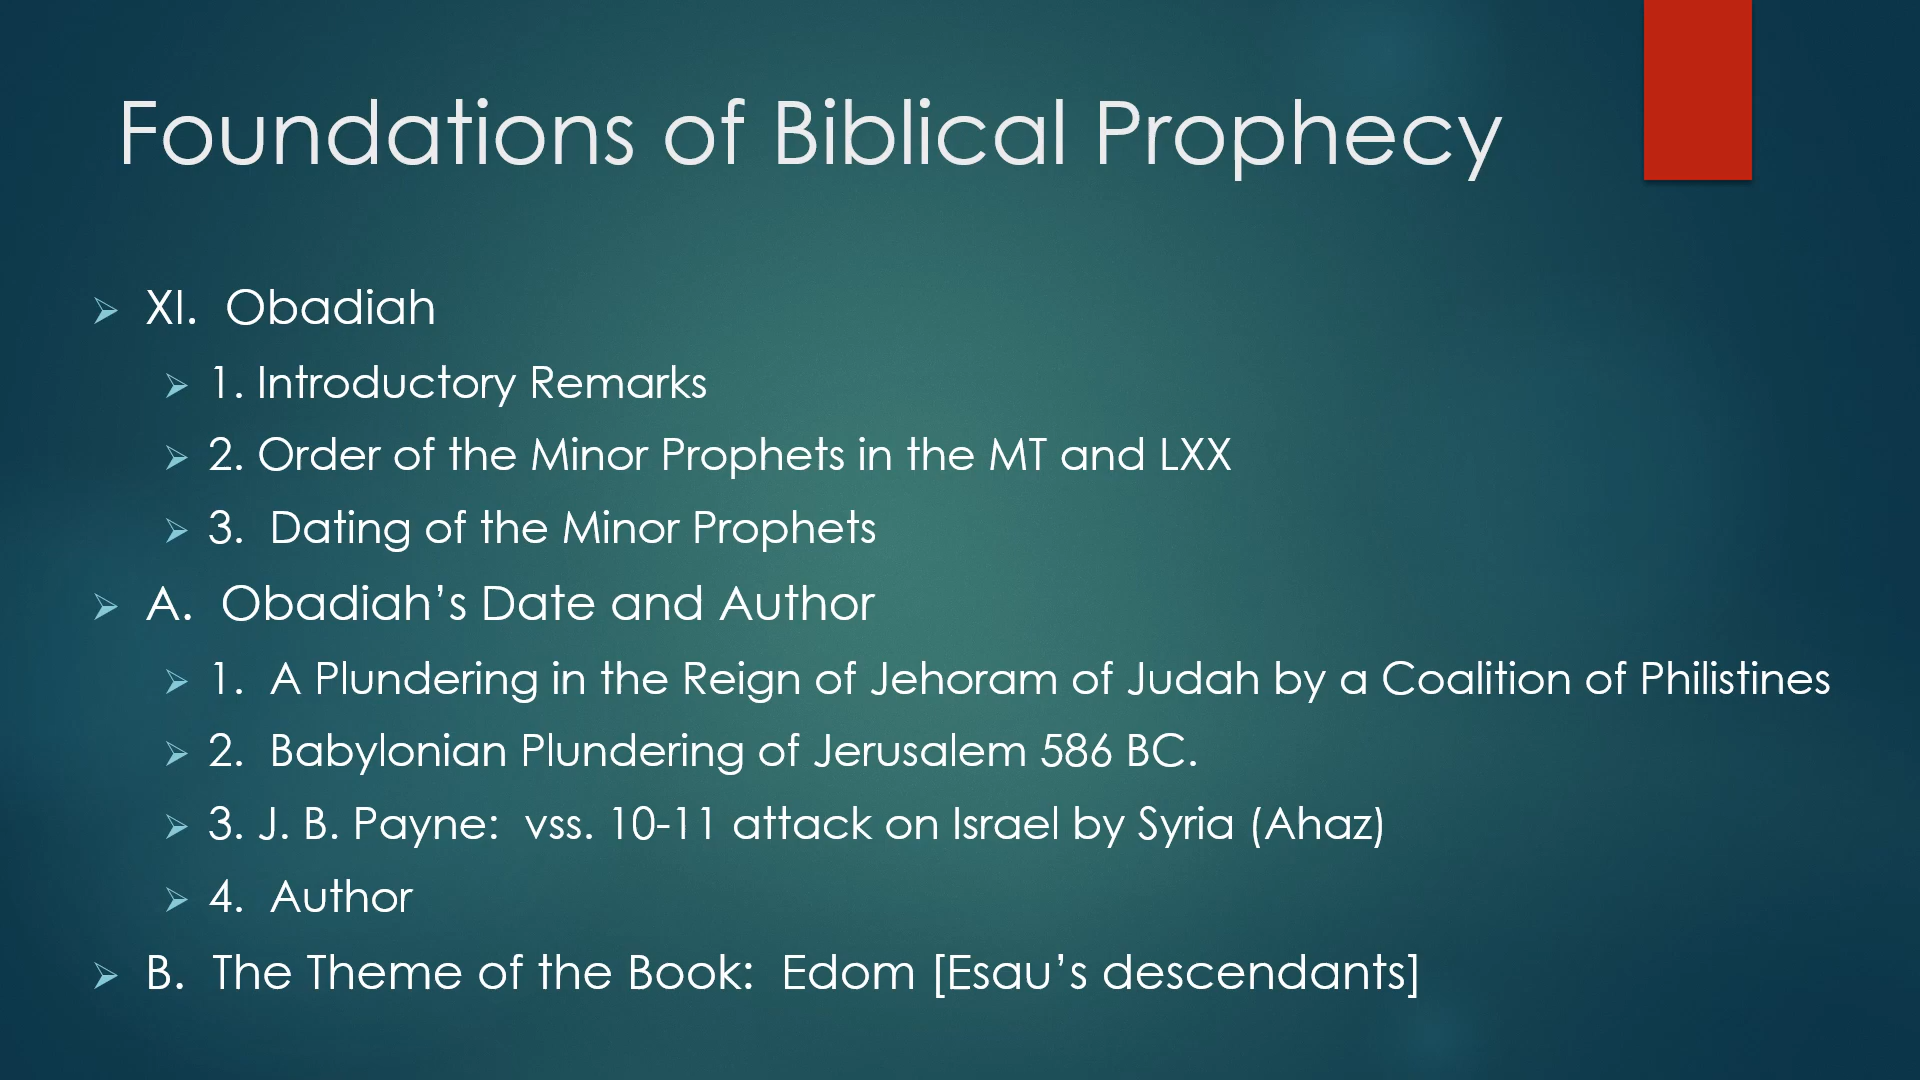 Foundations of Biblical Prophecy
XI.  Obadiah
1. Introductory Remarks
2. Order of the Minor Prophets in the MT and LXX
3.  Dating of the Minor Prophets
A.  Obadiah’s Date and Author
1.  A Plundering in the Reign of Jehoram of Judah by a Coalition of Philistines
2.  Babylonian Plundering of Jerusalem 586 BC.
3. J. B. Payne:  vss. 10-11 attack on Israel by Syria (Ahaz)
4.  Author
B.  The Theme of the Book:  Edom [Esau’s descendants]